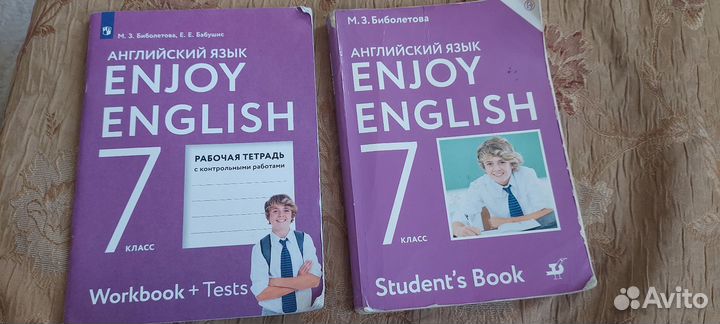 М. З. Биболетова, Е. Е. Бабушис
АНГЛИЙСКИЙ ЯЗЫК
ENJOY
ENGLISH
7
КЛАСС
РАБОЧАЯ ТЕТРАДЬ
с контрольными работами
Workbook + Tests
М. З. Биболетова
АНГЛИЙСКИЙ ЯЗЫК
ENJOY
ENGLISH
7
КЛАСС
Student's Book
Avito